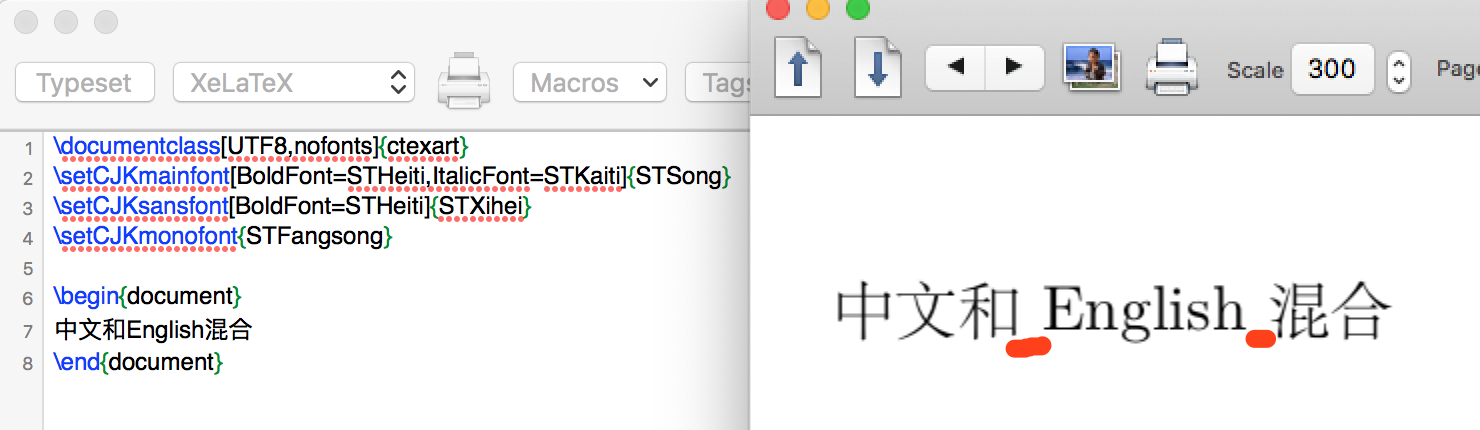 Typeset
XeLaTeX
Macros
Tags
Scale
300
Pag
1 \documentclass[UTF8,nofonts]{ctexart}
2 \setCJKmainfont[BoldFont=STHeiti,ItalicFont=STKaiti]{STSong}
3 \setCJKsansfont[BoldFont=STHeiti]{STXihei}
4 \setCJKmonofont{STFangsong}
5
6 \begin{document}
7 中文和English混合
8 \end{document}
中文和 English 混合